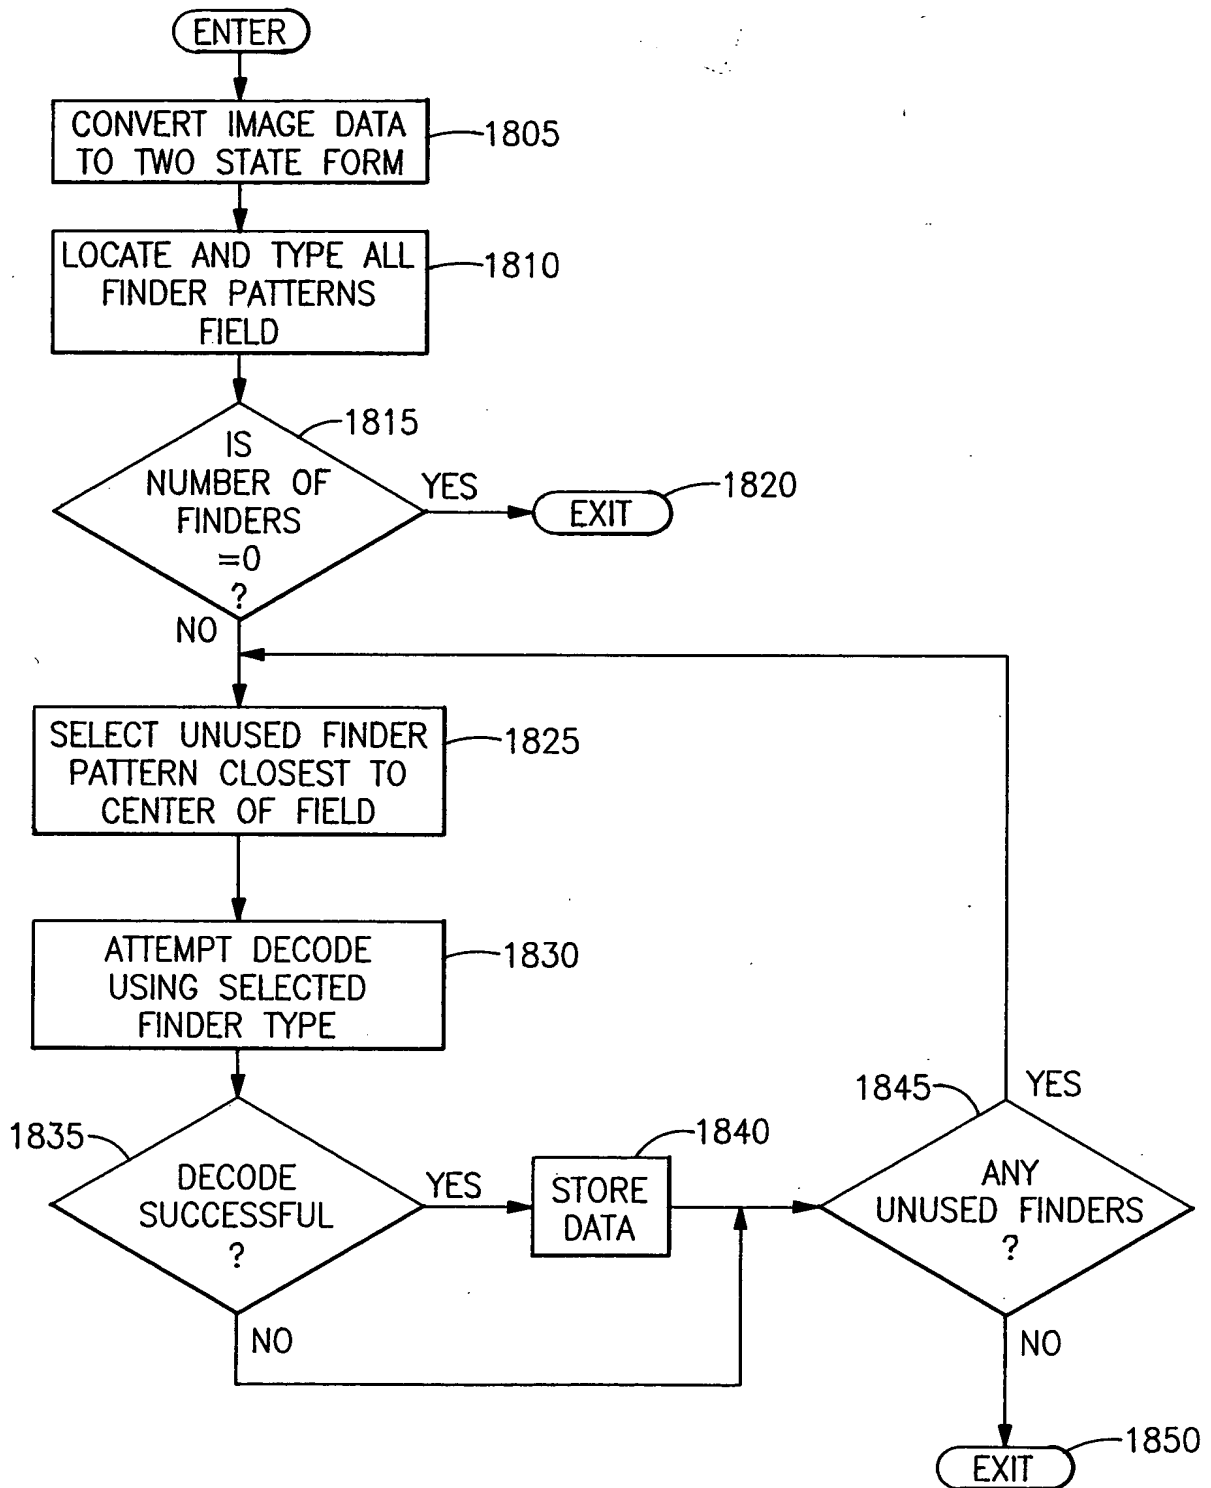 ENTER
CONVERT IMAGE DATA
TO TWO STATE FORM
1805
LOCATE AND TYPE ALL
FINDER PATTERNS
FIELD
1810
IS
NUMBER OF
FINDERS
=0
?
1815
YES
EXIT
1820
NO
SELECT UNUSED FINDER
PATTERN CLOSEST TO
CENTER OF FIELD
1825
ATTEMPT DECODE
USING SELECTED
FINDER TYPE
1830
1835
DECODE
SUCCESSFUL
?
YES
NO
STORE
DATA
1840
1845
ANY
UNUSED FINDERS
?
YES
NO
EXIT
1850